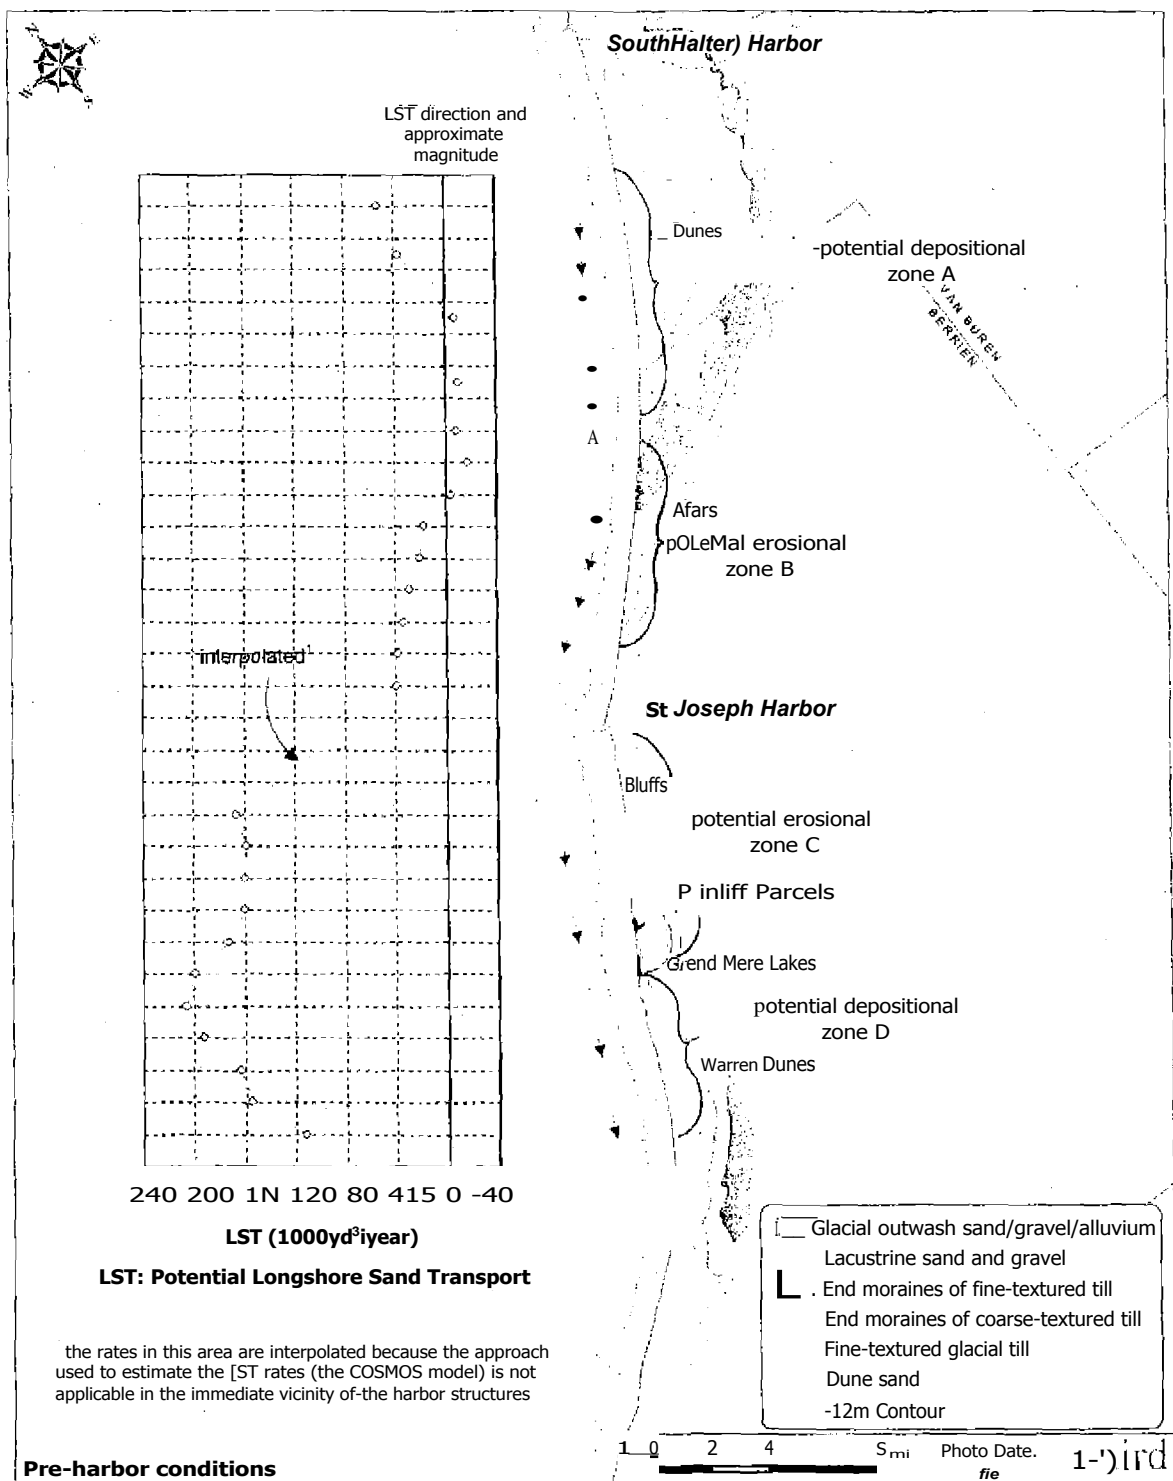 SouthHalter) Harbor
LST direction and
approximate
magnitude
_ Dunes
-potential depositional
zone A
VAN BUREN
BERRIEN
A
Afars
pOLeMal erosional
zone B
interpolated¹
St Joseph Harbor
Bluffs
potential erosional
zone C
P inliff Parcels
Grend Mere Lakes
potential depositional
zone D
Warren Dunes
240 200 1N 120 80 415 0 -40
LST (1000yd³iyear)
LST: Potential Longshore Sand Transport
the rates in this area are interpolated because the approach
used to estimate the [ST rates (the COSMOS model) is not
applicable in the immediate vicinity of-the harbor structures
Pre-harbor conditions
Glacial outwash sand/gravel/alluvium
Lacustrine sand and gravel
L . End moraines of fine-textured till
End moraines of coarse-textured till
Fine-textured glacial till
Dune sand
-12m Contour
1 0 2 4 S mi
Photo Date.
fie